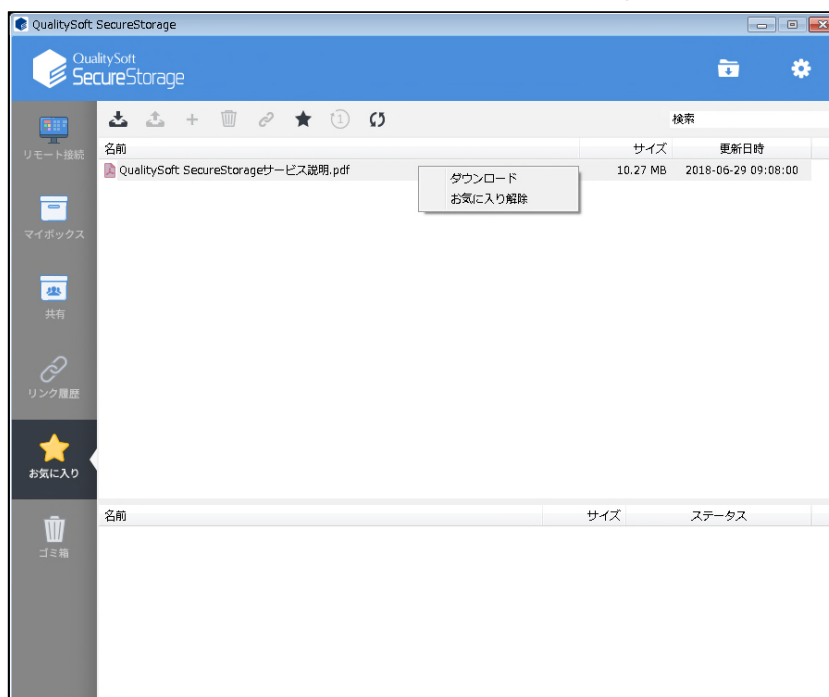 QualitySoft SecureStorage
QualitySoft
SecureStorage
検索
リモート接続
マイボックス
共有
リンク履歴
お気に入り
ゴミ箱
名前 サイズ 更新日時
QualitySoft SecureStorageサービス説明.pdf 10.27 MB 2018-06-29 09:08:00
ダウンロード
お気に入り解除
名前 サイズ ステータス